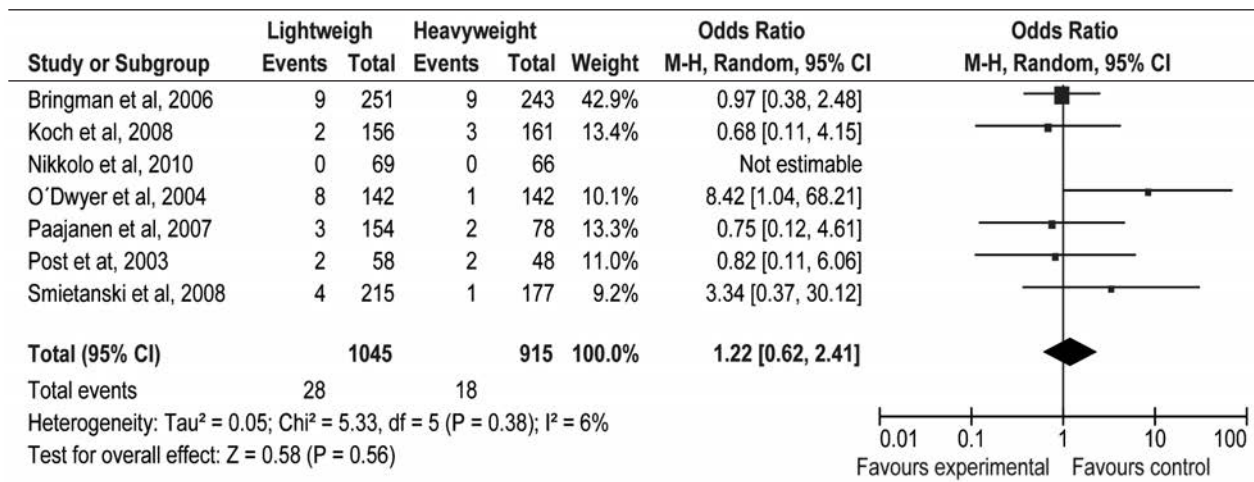 Lightweigh Heavyweight Odds Ratio Odds Ratio
Study or Subgroup Events Total Events Total Weight M-H, Random, 95% CI M-H, Random, 95% CI
Bringman et al, 2006 9 251 9 243 42.9% 0.97 [0.38, 2.48]
Koch et al, 2008 2 156 3 161 13.4% 0.68 [0.11, 4.15]
Nikkolo et al, 2010 0 69 0 66 Not estimable
O´Dwyer et al, 2004 8 142 1 142 10.1% 8.42 [1.04, 68.21]
Paajanen et al, 2007 3 154 2 78 13.3% 0.75 [0.12, 4.61]
Post et at, 2003 2 58 2 48 11.0% 0.82 [0.11, 6.06]
Smietanski et al, 2008 4 215 1 177 9.2% 3.34 [0.37, 30.12]
Total (95% CI) 1045 915 100.0% 1.22 [0.62, 2.41]
Total events 28 18
Heterogeneity: Tau² = 0.05; Chi² = 5.33, df = 5 (P = 0.38); I² = 6%
Test for overall effect: Z = 0.58 (P = 0.56)
0.01 0.1 1 10 100
Favours experimental Favours control